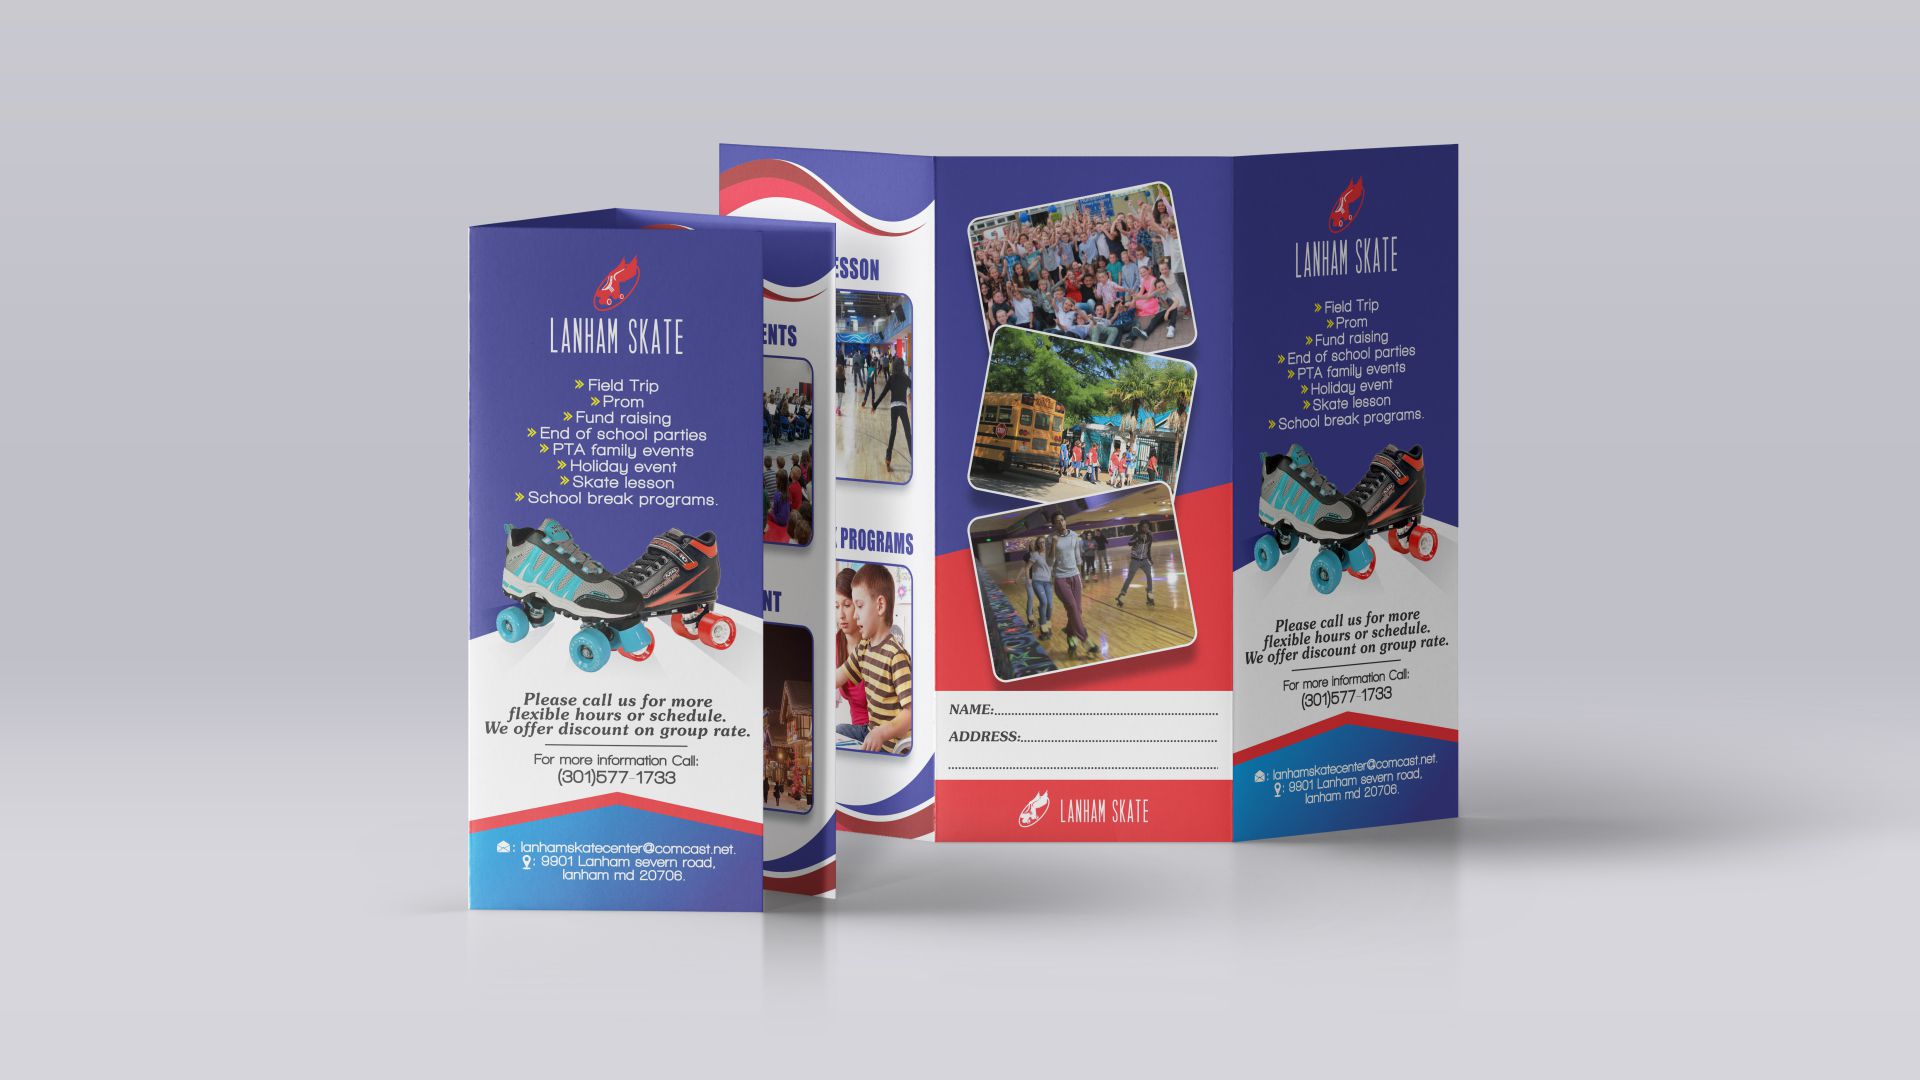 LANHAM SKATE
» Field Trip
» Prom
» Fund raising
» End of school parties
» PTA family events
» Holiday event
» Skate lesson
» School break programs.
Please call us for more
flexible hours or schedule.
We offer discount on group rate.
For more information Call:
(301)577-1733
: lanhamskatecenter@comcast.net.
: 9901 Lanham severn road,
lanham md 20706.
ENTS
NT
ESSON
PROGRAMS
NAME:
ADDRESS:
LANHAM SKATE
LANHAM SKATE
» Field Trip
» Prom
» Fund raising
» End of school parties
» PTA family events
» Holiday event
» Skate lesson
» School break programs.
Please call us for more
flexible hours or schedule.
We offer discount on group rate.
For more information Call:
(301)577-1733
: lanhamskatecenter@comcast.net.
: 9901 Lanham severn road,
lanham md 20706.